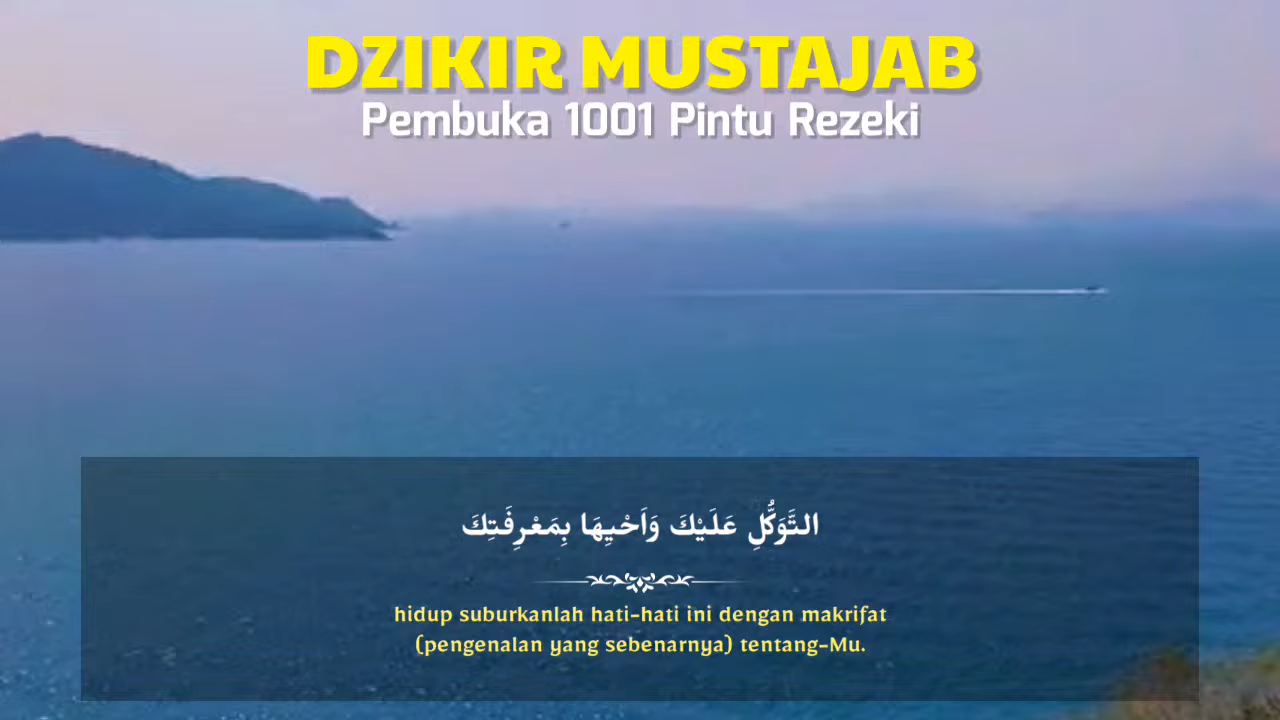 DZIKIR MUSTAJAB
Pembuka 1001 Pintu Rezeki
التَّوَكُّلِ عَلَيْكَ وَاَحْيِهَا بِمَعْرِفَتِكَ
hidup suburkanlah hati-hati ini dengan makrifat
(pengenalan yang sebenarnya) tentang-Mu.